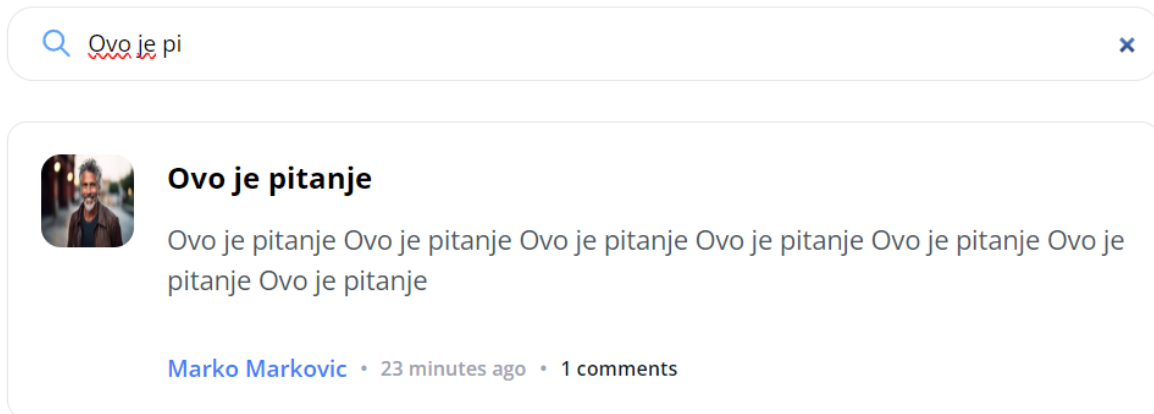 Ovo je pi
Ovo je pitanje
Ovo je pitanje Ovo je pitanje Ovo je pitanje Ovo je pitanje Ovo je pitanje Ovo je
pitanje Ovo je pitanje
Marko Markovic • 23 minutes ago • 1 comments